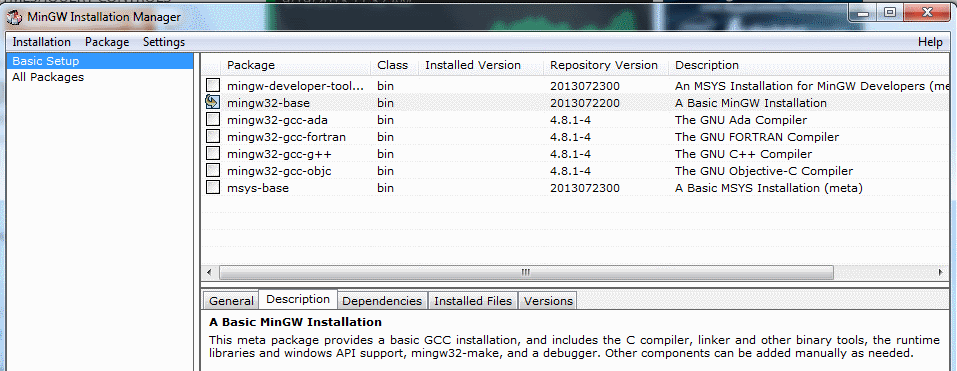 MinGW Installation Manager
Installation Package Settings Help
Basic Setup
All Packages
Package Class Installed Version Repository Version Description
mingw-developer-tool... bin 2013072300 An MSYS Installation for MinGW Developers (me
mingw32-base bin 2013072200 A Basic MinGW Installation
mingw32-gcc-ada bin 4.8.1-4 The GNU Ada Compiler
mingw32-gcc-fortran bin 4.8.1-4 The GNU FORTRAN Compiler
mingw32-gcc-g++ bin 4.8.1-4 The GNU C++ Compiler
mingw32-gcc-objc bin 4.8.1-4 The GNU Objective-C Compiler
msys-base bin 2013072300 A Basic MSYS Installation (meta)
General Description Dependencies Installed Files Versions
A Basic MinGW Installation
This meta package provides a basic GCC installation, and includes the C compiler, linker and other binary tools, the runtime
libraries and windows API support, mingw32-make, and a debugger. Other components can be added manually as needed.